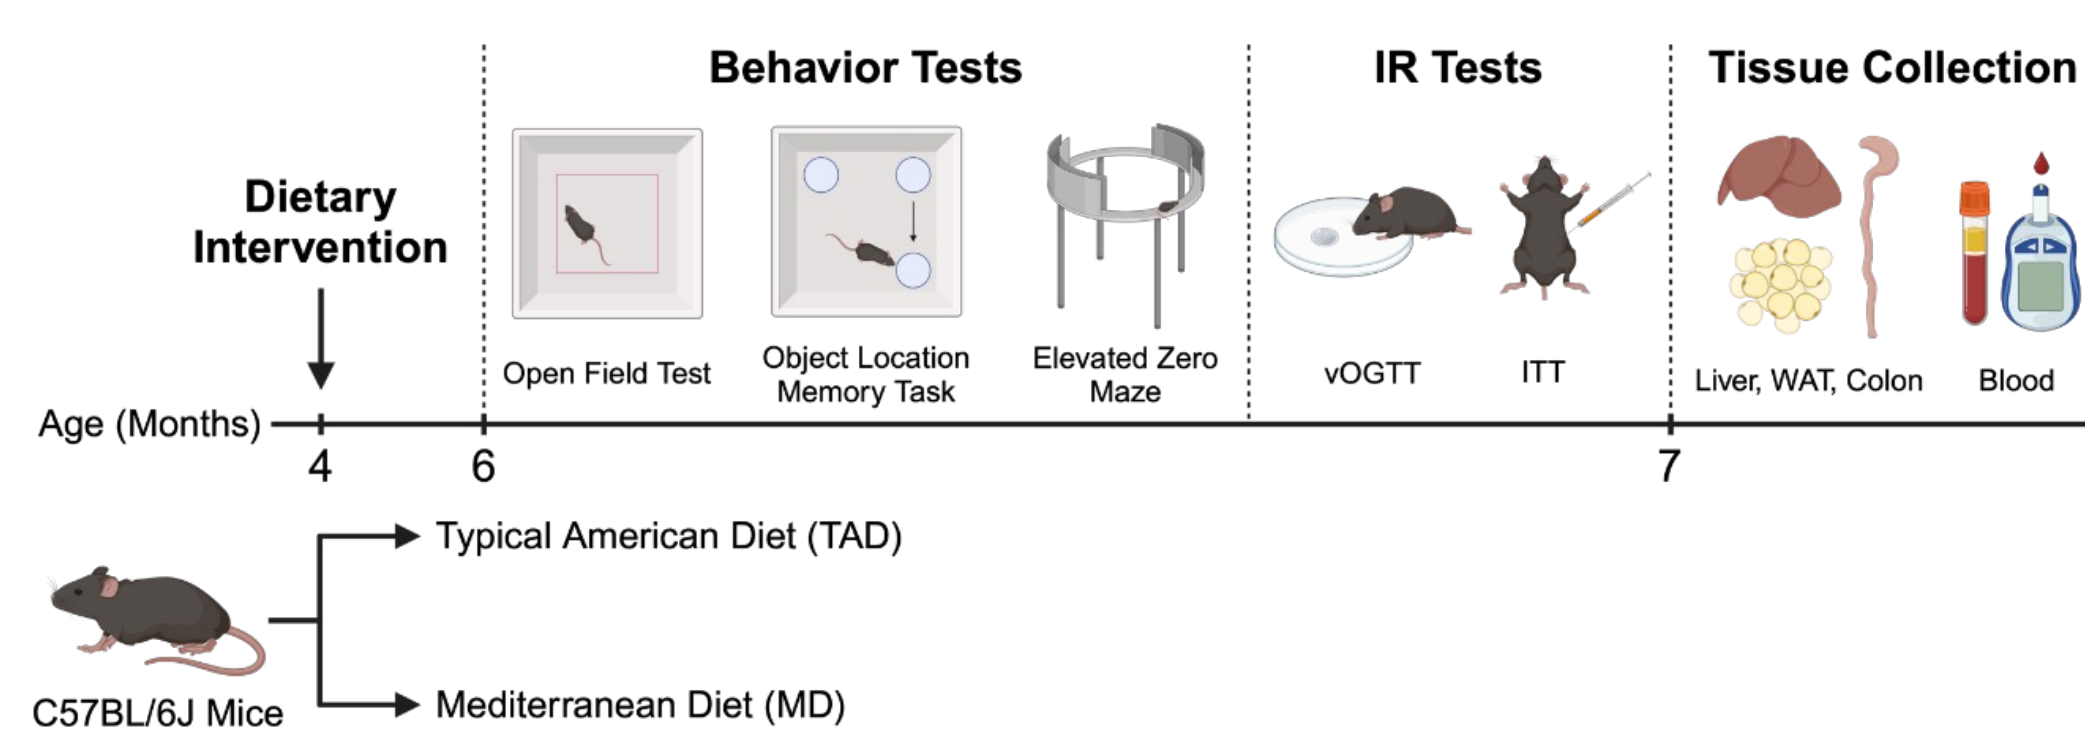 Behavior Tests
IR Tests
Tissue Collection
Dietary
Intervention
Open Field Test
Object Location
Memory Task
Elevated Zero
Maze
vOGTT
ITT
Liver, WAT, Colon
Blood
Age (Months)
4
6
7
Typical American Diet (TAD)
Mediterranean Diet (MD)
C57BL/6J Mice